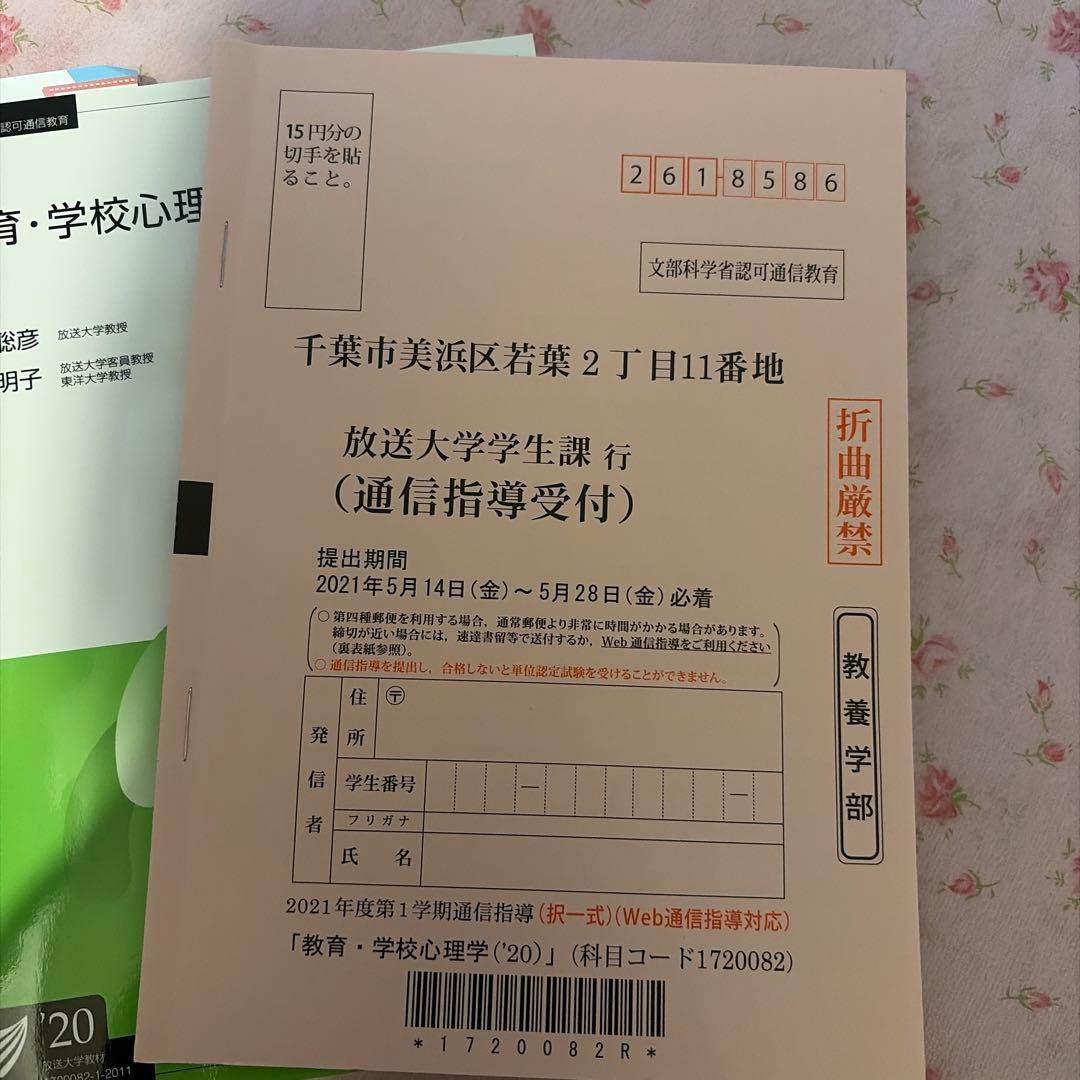 認可通信教育
育・学校心理
聡彦 放送大学教授
明子 放送大学客員教授
東洋大学教授
'20
放送大学教材
1720082-1-2011
15円分の
切手を貼
ること。
261-8586
文部科学省認可通信教育
千葉市美浜区若葉2丁目11番地
放送大学学生課 行
(通信指導受付)
折曲厳禁
提出期間
2021年5月14日(金)~5月28日(金)必着
○ 第四種郵便を利用する場合，通常郵便より非常に時間がかかる場合があります。
締切が近い場合には，速達書留等で送付するか，Web 通信指導をご利用ください
(裏表紙参照)。
○ 通信指導を提出し，合格しないと単位認定試験を受けることができません。
教養学部
発信者
住所
〒
学生番号
フリガナ
氏 名
2021年度第1学期通信指導(択一式)(Web通信指導対応)
「教育・学校心理学('20)」(科目コード1720082)
*1720082R*